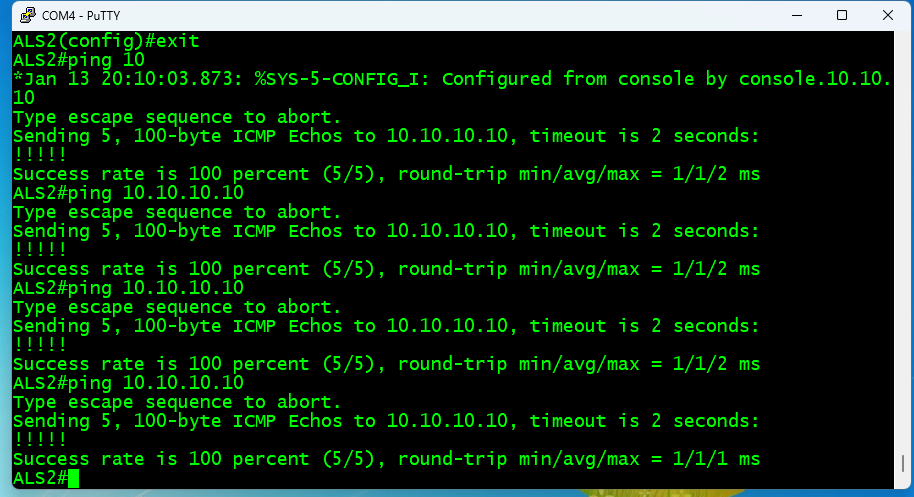 COM4 - PuTTY
ALS2(config)#exit
ALS2#ping 10
*Jan 13 20:10:03.873: %SYS-5-CONFIG_I: Configured from console by console.10.10.
10
Type escape sequence to abort.
Sending 5, 100-byte ICMP Echos to 10.10.10.10, timeout is 2 seconds:
!!!!!
Success rate is 100 percent (5/5), round-trip min/avg/max = 1/1/2 ms
ALS2#ping 10.10.10.10
Type escape sequence to abort.
Sending 5, 100-byte ICMP Echos to 10.10.10.10, timeout is 2 seconds:
!!!!!
Success rate is 100 percent (5/5), round-trip min/avg/max = 1/1/2 ms
ALS2#ping 10.10.10.10
Type escape sequence to abort.
Sending 5, 100-byte ICMP Echos to 10.10.10.10, timeout is 2 seconds:
!!!!!
Success rate is 100 percent (5/5), round-trip min/avg/max = 1/1/2 ms
ALS2#ping 10.10.10.10
Type escape sequence to abort.
Sending 5, 100-byte ICMP Echos to 10.10.10.10, timeout is 2 seconds:
!!!!!
Success rate is 100 percent (5/5), round-trip min/avg/max = 1/1/1 ms
ALS2#